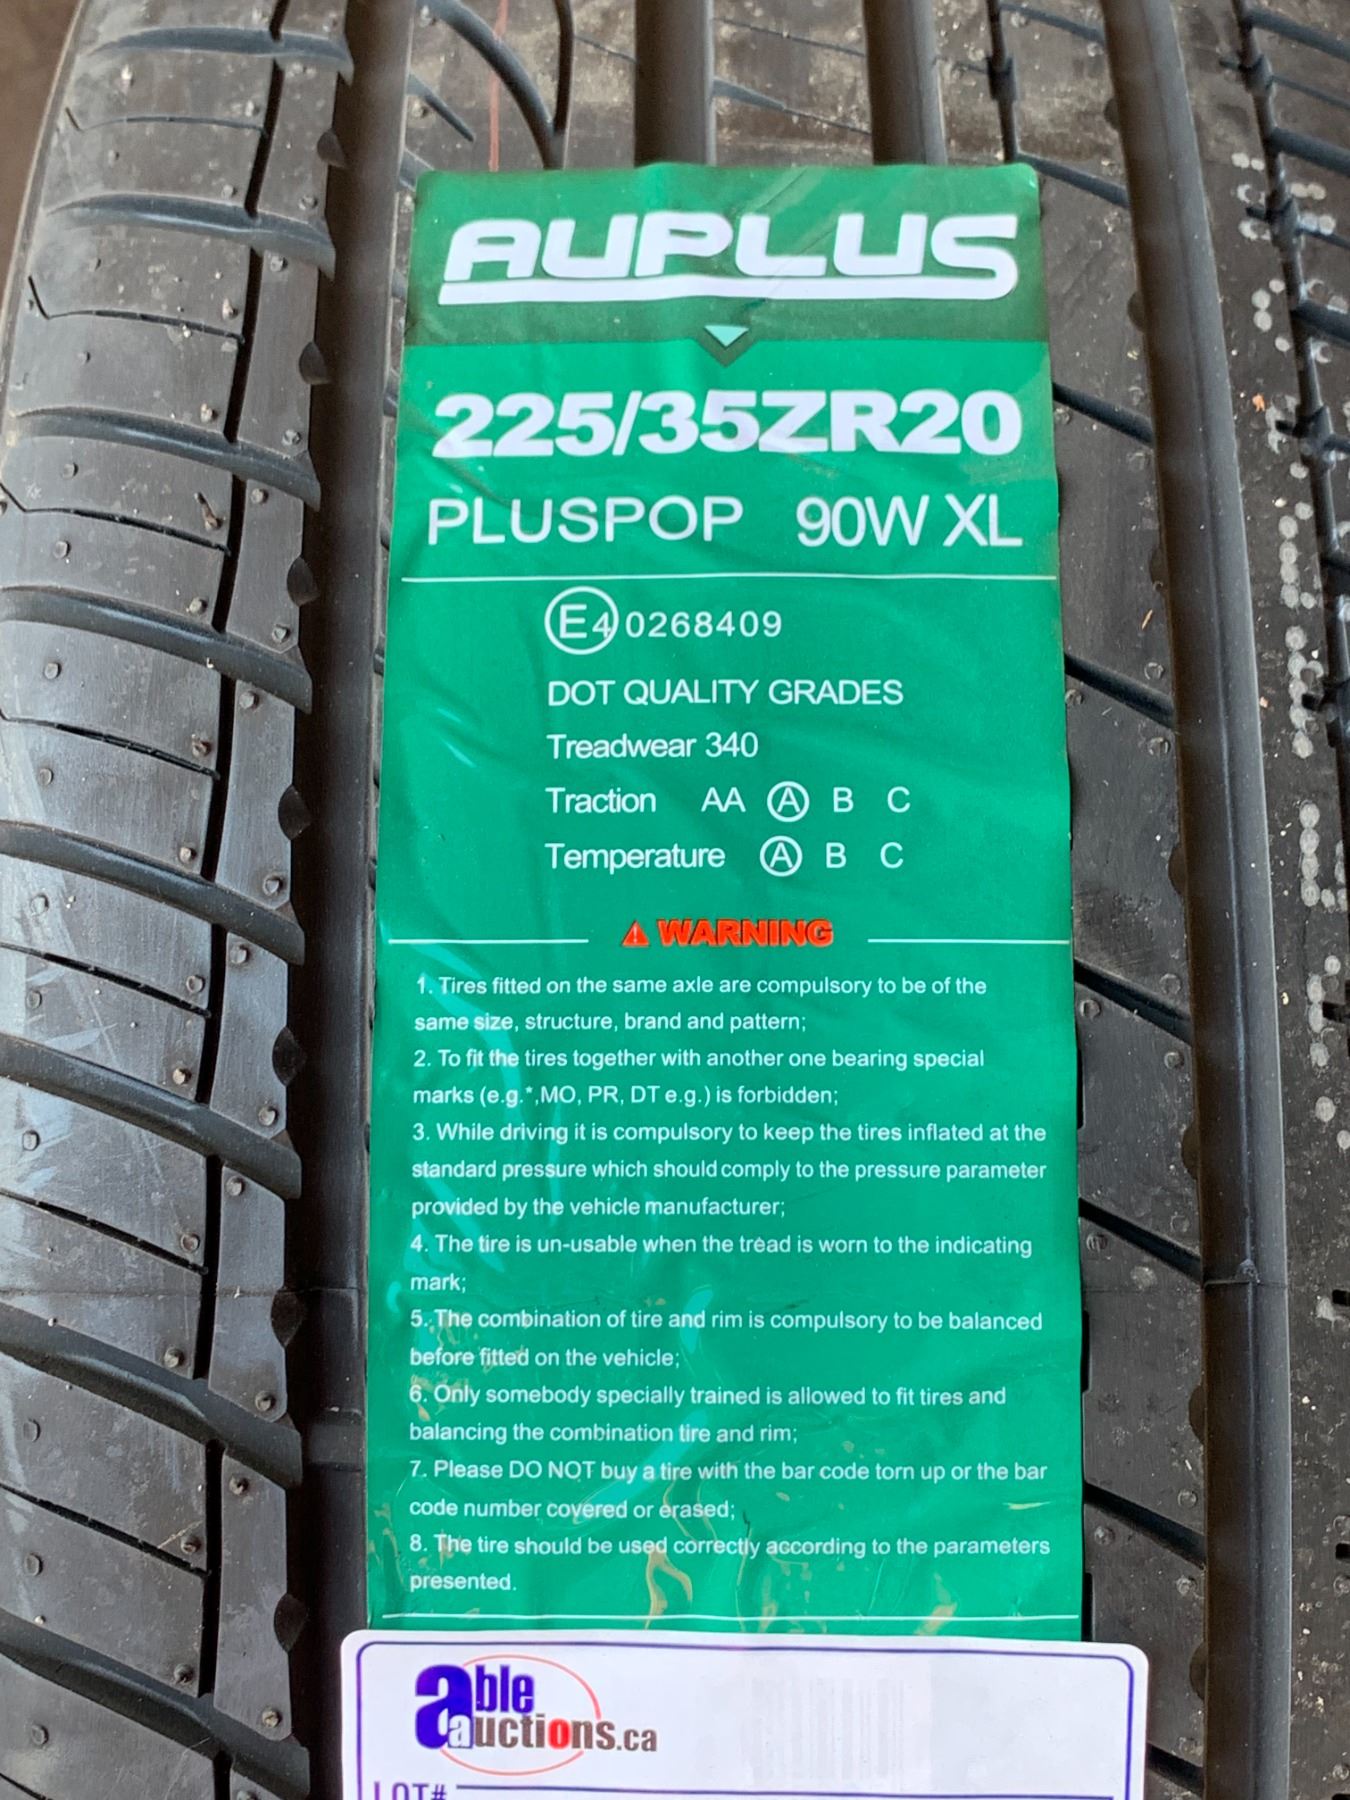 AUPLUS
225/35ZR20
PLUSPOP 90W XL
E4 0268409
DOT QUALITY GRADES
Treadwear 340
Traction AA A B C
Temperature A B C
WARNING
1. Tires fitted on the same axle are compulsory to be of the
same size, structure, brand and pattern;
2. To fit the tires together with another one bearing special
marks (e.g.*,MO, PR, DT e.g.) is forbidden;
3. While driving it is compulsory to keep the tires inflated at the
standard pressure which should comply to the pressure parameter
provided by the vehicle manufacturer;
4. The tire is un-usable when the tread is worn to the indicating
mark;
5. The combination of tire and rim is compulsory to be balanced
before fitted on the vehicle;
6. Only somebody specially trained is allowed to fit tires and
balancing the combination tire and rim;
7. Please DO NOT buy a tire with the bar code torn up or the bar
code number covered or erased;
8. The tire should be used correctly according to the parameters
presented.
able
auctions.ca
LOT#